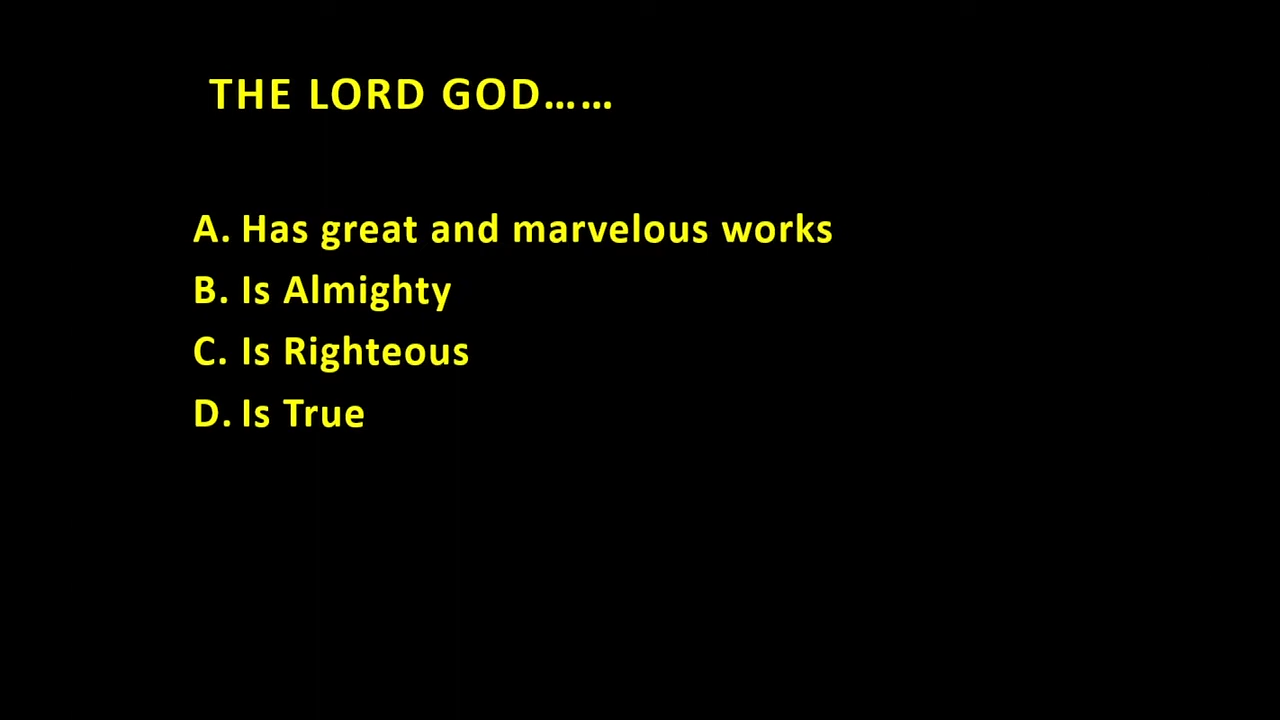 THE LORD GOD……
A. Has great and marvelous works
B. Is Almighty
C. Is Righteous
D. Is True